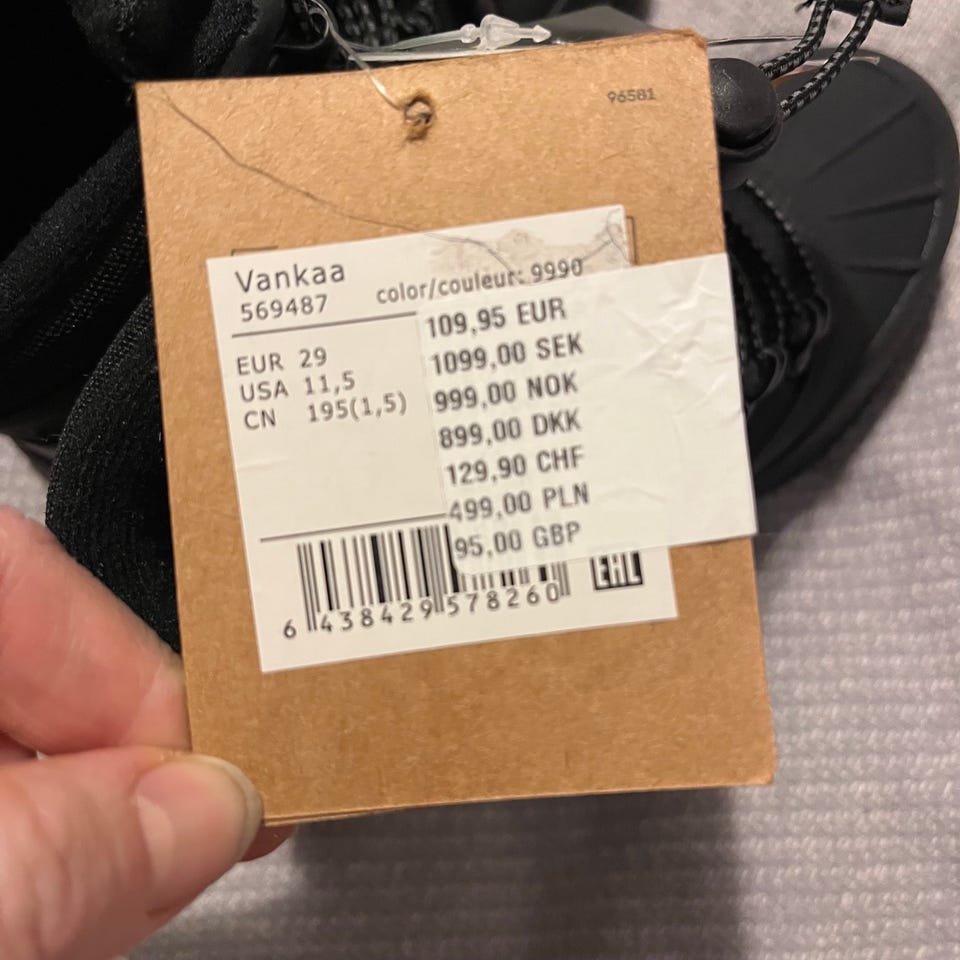 96581
Vankaa
569487 color/couleur: 9990
EUR 29
USA 11,5
CN 195(1,5)
109,95 EUR
1099,00 SEK
999,00 NOK
899,00 DKK
129,90 CHF
499,00 PLN
95,00 GBP
6 438429 578260
EAC